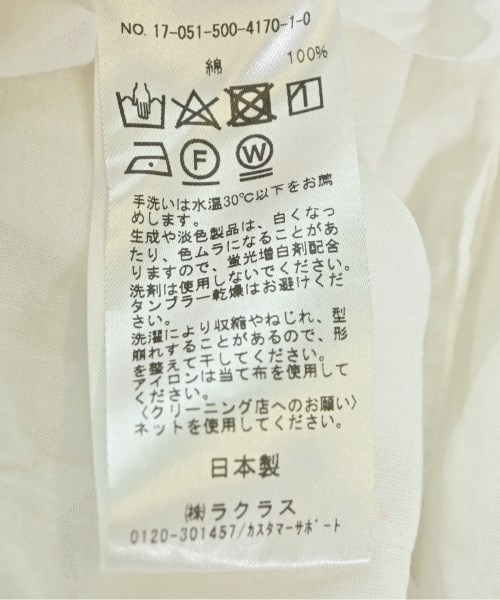 NO. 17-051-500-4170-1-0
綿 100%
F W
手洗いは水温30℃以下をお薦
めします。
生成や淡色製品は、白くなっ
たり、色ムラになることがあ
りますので、蛍光増白剤配合
洗剤は使用しないでください。
タンブラー乾燥はお避けくだ
さい。
洗濯により収縮やねじれ、型
崩れすることがあるので、形
を整えて干してください。
アイロンは当て布を使用して
ください。
〈クリーニング店へのお願い〉
ネットを使用してください。
日本製
㈱ラクラス
0120-301457/カスタマーサポート